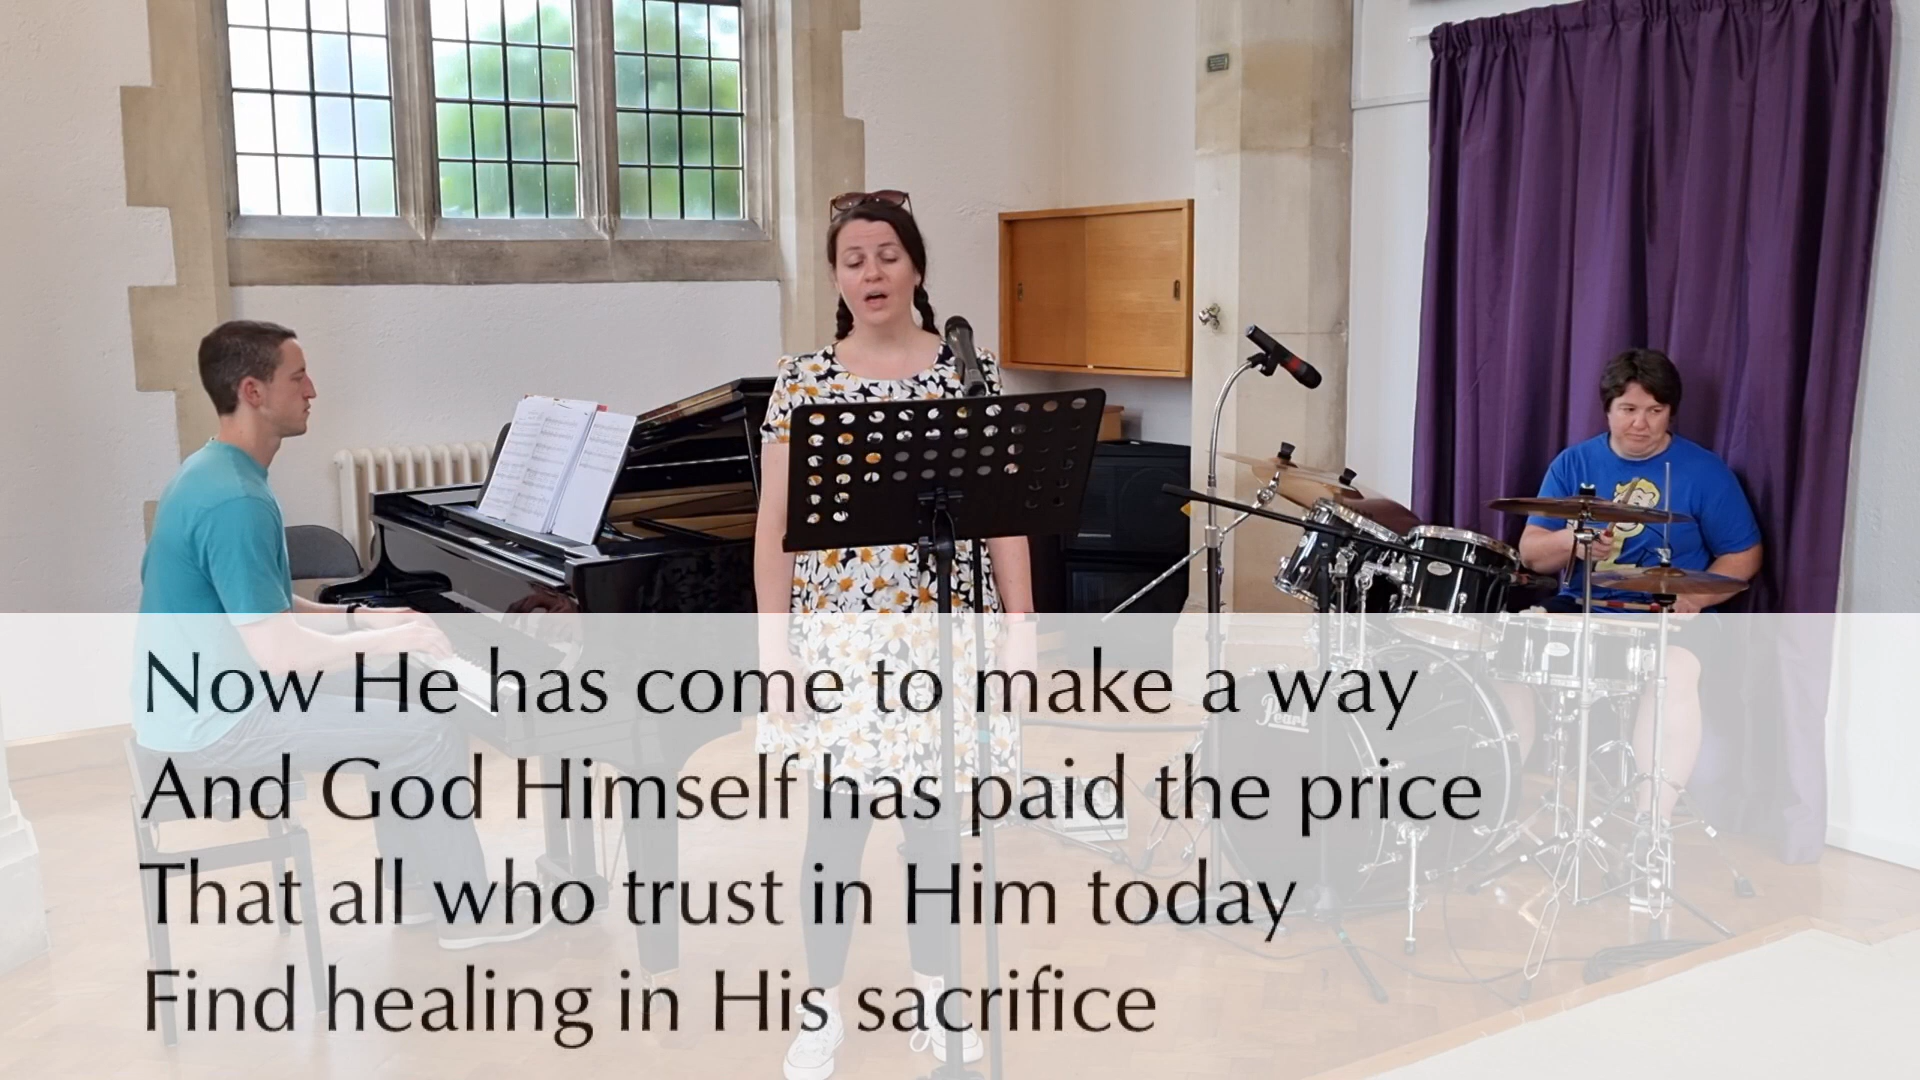 Now He has come to make a way
And God Himself has paid the price
That all who trust in Him today
Find healing in His sacrifice
Pearl